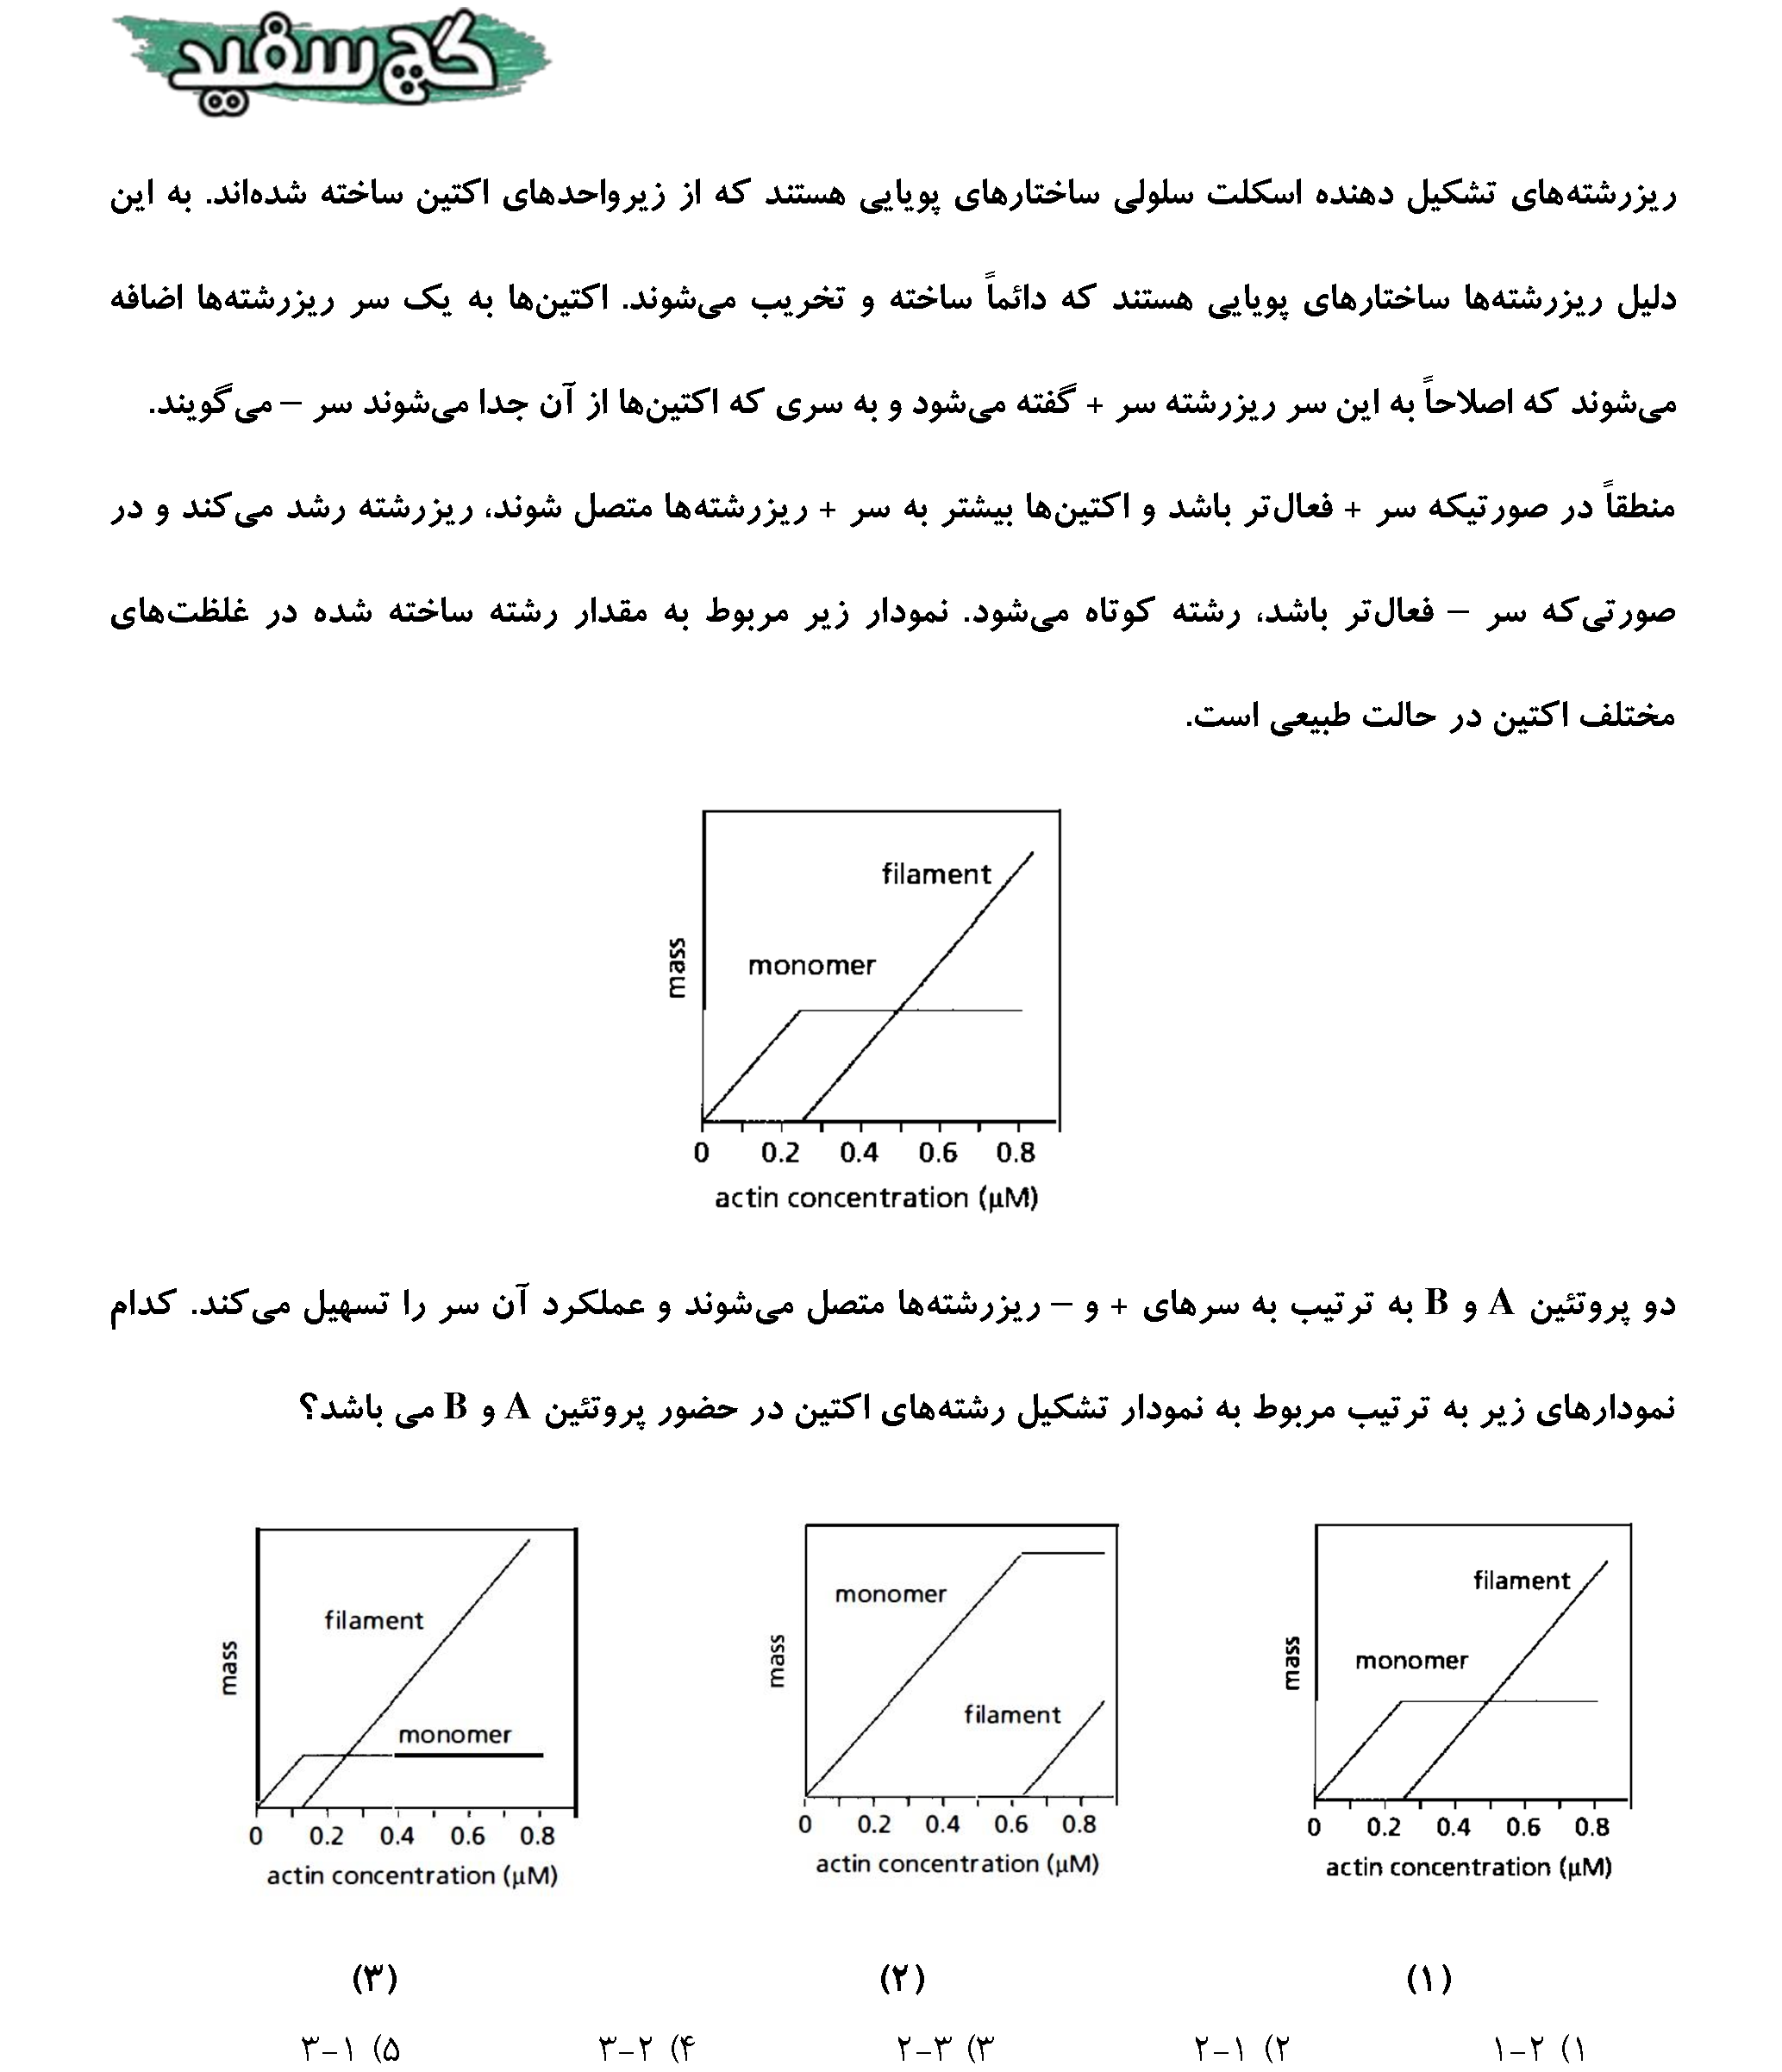 گچ سفید
ریزرشته‌های تشکیل دهنده اسکلت سلولی ساختارهای پویایی هستند که از زیرواحدهای اکتین ساخته شده‌اند. به این
دلیل ریزرشته‌ها ساختارهای پویایی هستند که دائماً ساخته و تخریب می‌شوند. اکتین‌ها به یک سر ریزرشته‌ها اضافه
می‌شوند که اصلاحاً به این سر ریزرشته سر + گفته می‌شود و به سری که اکتین‌ها از آن جدا می‌شوند سر – می‌گویند.
منطقاً در صورتیکه سر + فعال‌تر باشد و اکتین‌ها بیشتر به سر + ریزرشته‌ها متصل شوند، ریزرشته رشد می‌کند و در
صورتی‌که سر – فعال‌تر باشد، رشته کوتاه می‌شود. نمودار زیر مربوط به مقدار رشته ساخته شده در غلظت‌های
مختلف اکتین در حالت طبیعی است.
filament
monomer
mass
0 0.2 0.4 0.6 0.8
actin concentration (µM)
دو پروتئین A و B به ترتیب به سرهای + و – ریزرشته‌ها متصل می‌شوند و عملکرد آن سر را تسهیل می‌کند. کدام
نمودارهای زیر به ترتیب مربوط به نمودار تشکیل رشته‌های اکتین در حضور پروتئین A و B می باشد؟
filament
monomer
mass
0 0.2 0.4 0.6 0.8
actin concentration (µM)
(۱)
monomer
filament
mass
0 0.2 0.4 0.6 0.8
actin concentration (µM)
(۲)
filament
monomer
mass
0 0.2 0.4 0.6 0.8
actin concentration (µM)
(۳)
۱) ۲-۱ ۲) ۱-۲ ۳) ۳-۲ ۴) ۲-۳ ۵) ۱-۳